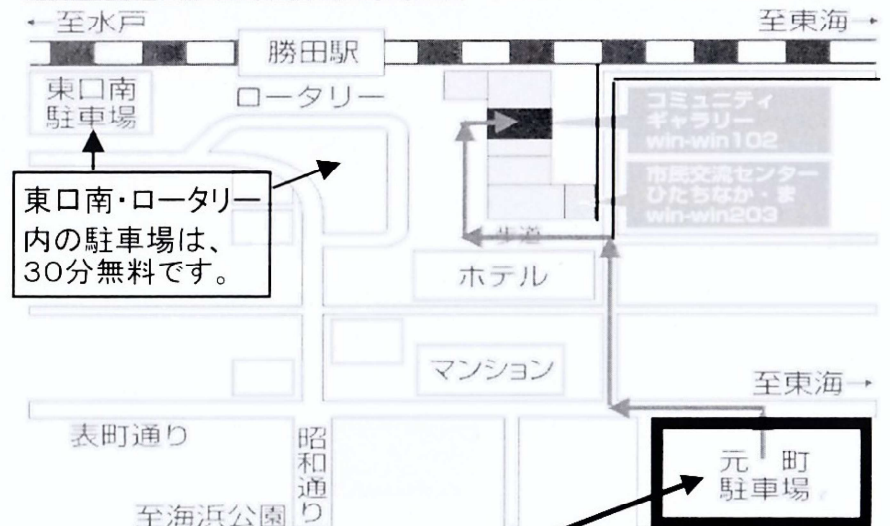 ←至水戸
至東海→
勝田駅
東口南
駐車場
ロータリー
コミュニティ
ギャラリー
win-win102
市民交流センター
ひたちなか・ま
win-win203
東口南・ロータリー
内の駐車場は、
30分無料です。
歩道
ホテル
マンション
至東海→
表町通り
昭和通り
元 町
駐車場
至海浜公園